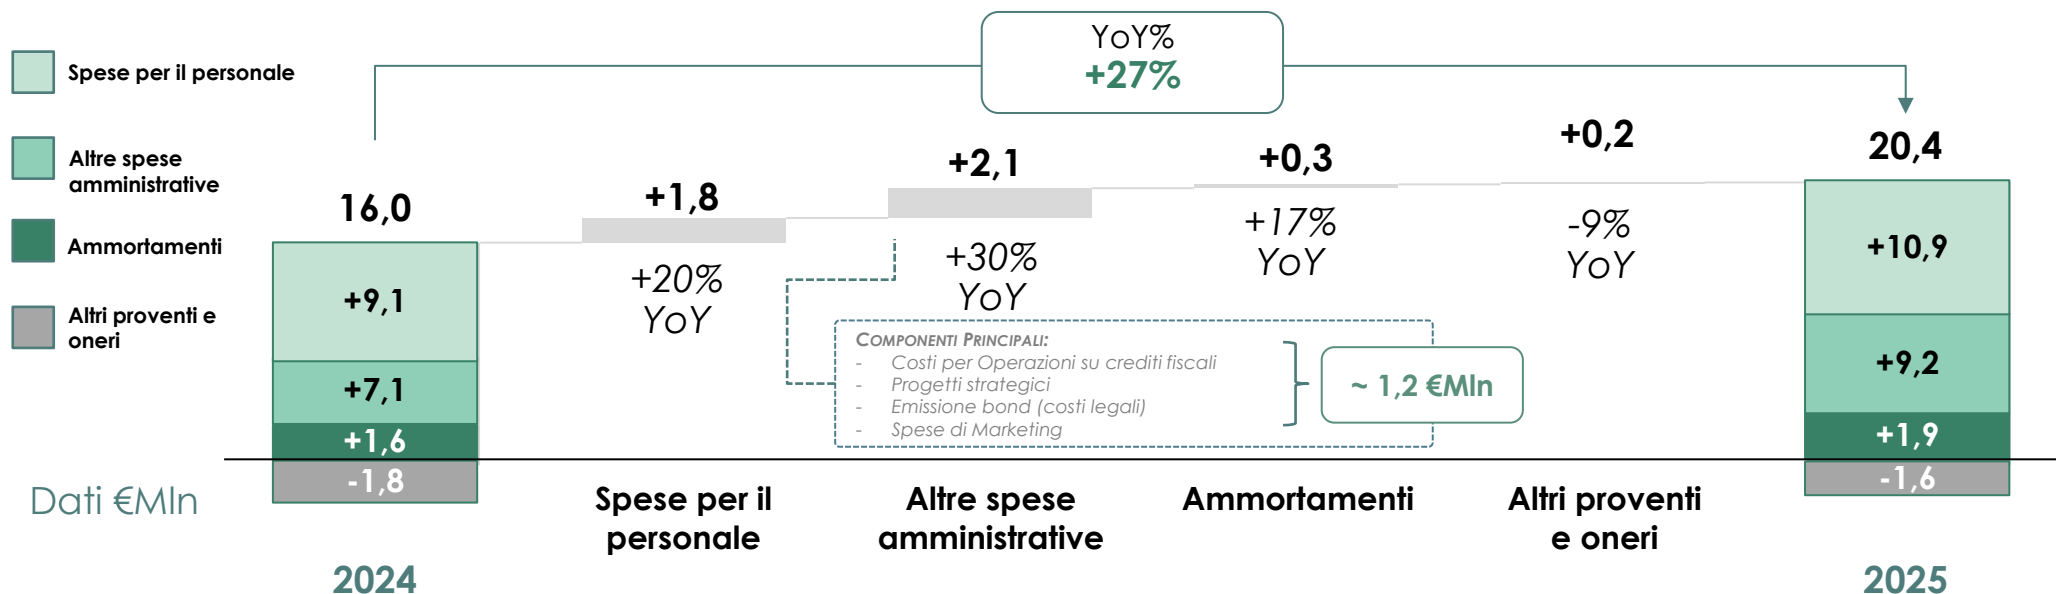 YoY%
+27%
Spese per il personale
Altre spese
amministrative
Ammortamenti
Altri proventi e
oneri
16,0
+1,8
+2,1
+0,3
+0,2
20,4
+9,1
+7,1
+1,6
-1,8
+20%
YoY
+30%
YoY
+17%
YoY
-9%
YoY
+10,9
+9,2
+1,9
-1,6
Componenti Principali:
- Costi per Operazioni su crediti fiscali
- Progetti strategici
- Emissione bond (costi legali)
- Spese di Marketing
~ 1,2 €Mln
Dati €Mln
Spese per il
personale
Altre spese
amministrative
Ammortamenti
Altri proventi
e oneri
2024
2025